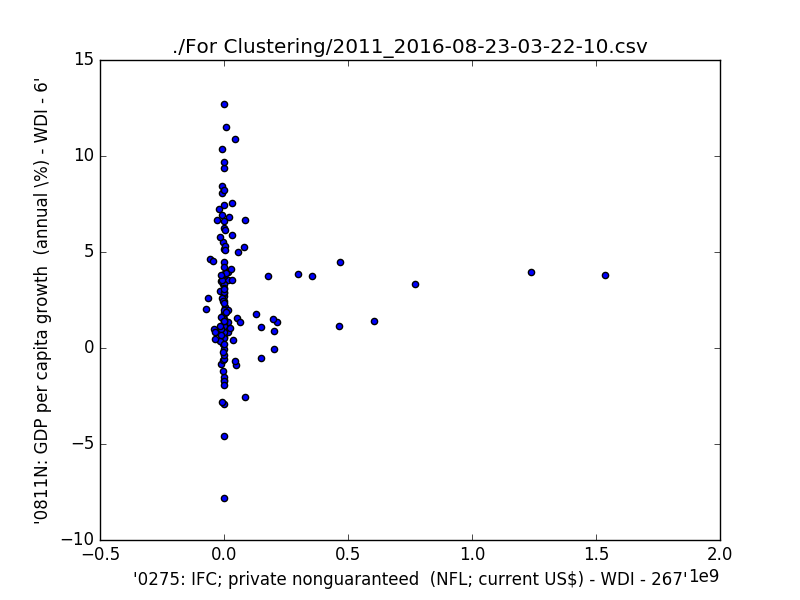 ./For Clustering/2011_2016-08-23-03-22-10.csv
15
10
5
0
−5
−10
'0811N: GDP per capita growth  (annual \%) - WDI - 6'
−0.5 0.0 0.5 1.0 1.5 2.0
'0275: IFC; private nonguaranteed  (NFL; current US$) - WDI - 267' 1e9